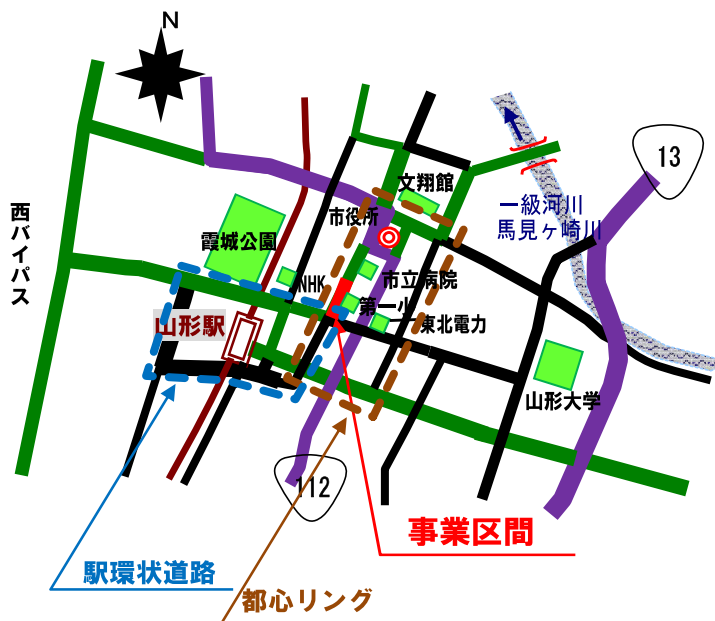 N
13
文翔館
一級河川
馬見ヶ崎川
市役所
西バイパス
霞城公園
NHK
市立病院
第一小
東北電力
山形駅
山形大学
112
事業区間
駅環状道路
都心リング